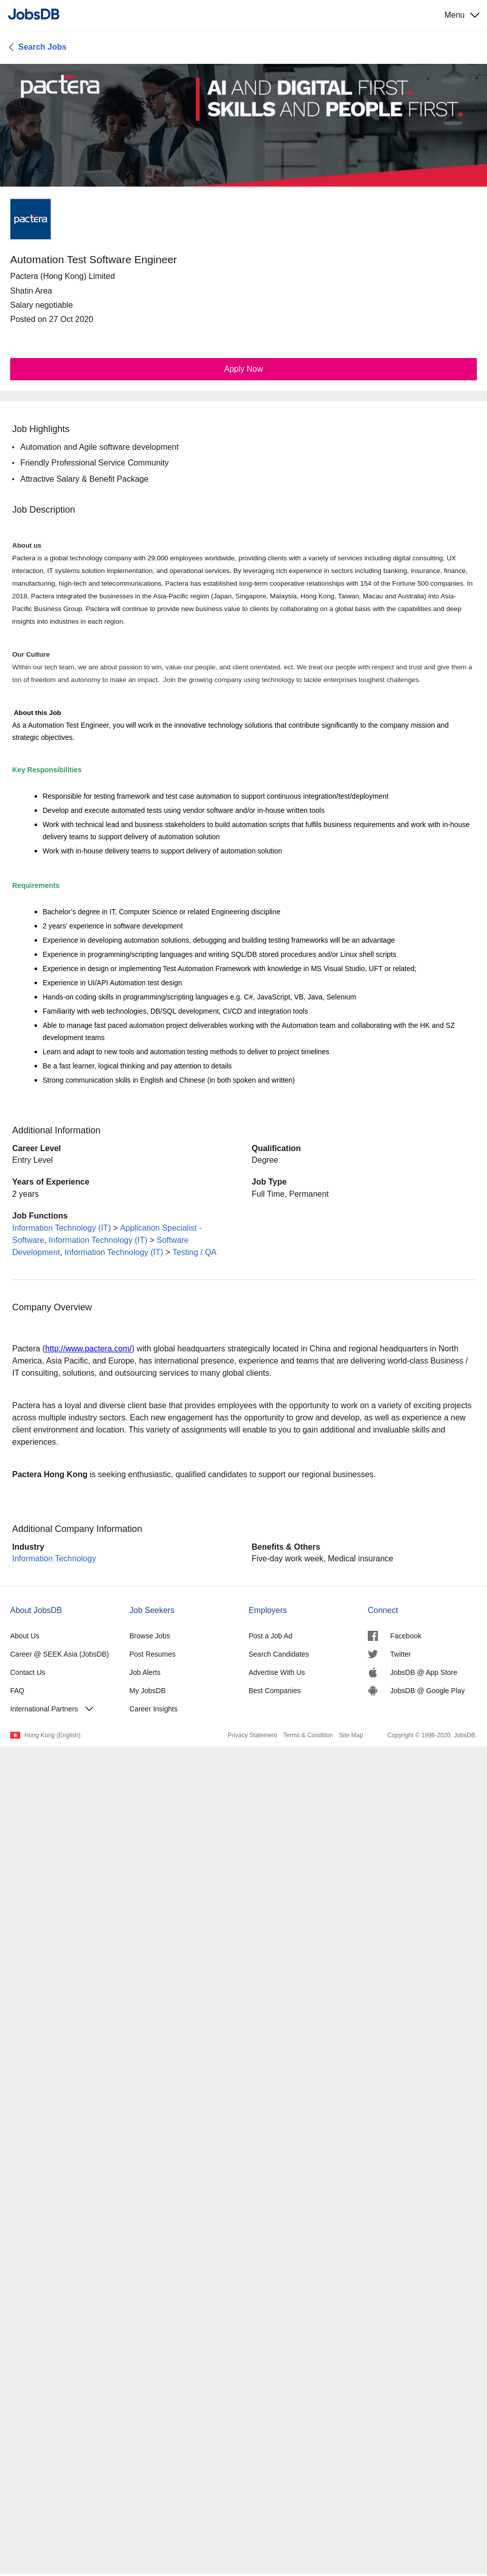 JobsDB
Menu
Search Jobs
pactera
AI AND DIGITAL FIRST.
SKILLS AND PEOPLE FIRST.
pactera
Automation Test Software Engineer
Pactera (Hong Kong) Limited
Shatin Area
Salary negotiable
Posted on 27 Oct 2020
Apply Now
Job Highlights
• Automation and Agile software development
• Friendly Professional Service Community
• Attractive Salary & Benefit Package
Job Description
About us
Pactera is a global technology company with 29,000 employees worldwide, providing clients with a variety of services including digital consulting, UX
interaction, IT systems solution implementation, and operational services. By leveraging rich experience in sectors including banking, insurance, finance,
manufacturing, high-tech and telecommunications, Pactera has established long-term cooperative relationships with 154 of the Fortune 500 companies. In
2018, Pactera integrated the businesses in the Asia-Pacific region (Japan, Singapore, Malaysia, Hong Kong, Taiwan, Macau and Australia) into Asia-
Pacific Business Group. Pactera will continue to provide new business value to clients by collaborating on a global basis with the capabilities and deep
insights into industries in each region.
Our Culture
Within our tech team, we are about passion to win, value our people, and client orientated, ect. We treat our people with respect and trust and give them a
ton of freedom and autonomy to make an impact.  Join the growing company using technology to tackle enterprises toughest challenges.
About this Job
As a Automation Test Engineer, you will work in the innovative technology solutions that contribute significantly to the company mission and
strategic objectives.
Key Responsibilities
• Responsible for testing framework and test case automation to support continuous integration/test/deployment
• Develop and execute automated tests using vendor software and/or in-house written tools
• Work with technical lead and business stakeholders to build automation scripts that fulfils business requirements and work with in-house
delivery teams to support delivery of automation solution
• Work with in-house delivery teams to support delivery of automation solution
Requirements
• Bachelor's degree in IT, Computer Science or related Engineering discipline
• 2 years' experience in software development
• Experience in developing automation solutions, debugging and building testing frameworks will be an advantage
• Experience in programming/scripting languages and writing SQL/DB stored procedures and/or Linux shell scripts
• Experience in design or implementing Test Automation Framework with knowledge in MS Visual Studio, UFT or related;
• Experience in UI/API Automation test design
• Hands-on coding skills in programming/scripting languages e.g. C#, JavaScript, VB, Java, Selenium
• Familiarity with web technologies, DB/SQL development, CI/CD and integration tools
• Able to manage fast paced automation project deliverables working with the Automation team and collaborating with the HK and SZ
development teams
• Learn and adapt to new tools and automation testing methods to deliver to project timelines
• Be a fast learner, logical thinking and pay attention to details
• Strong communication skills in English and Chinese (in both spoken and written)
Additional Information
Career Level
Entry Level
Qualification
Degree
Years of Experience
2 years
Job Type
Full Time, Permanent
Job Functions
Information Technology (IT) > Application Specialist -
Software, Information Technology (IT) > Software
Development, Information Technology (IT) > Testing / QA
Company Overview
Pactera (http://www.pactera.com/) with global headquarters strategically located in China and regional headquarters in North
America, Asia Pacific, and Europe, has international presence, experience and teams that are delivering world-class Business /
IT consulting, solutions, and outsourcing services to many global clients.
Pactera has a loyal and diverse client base that provides employees with the opportunity to work on a variety of exciting projects
across multiple industry sectors. Each new engagement has the opportunity to grow and develop, as well as experience a new
client environment and location. This variety of assignments will enable to you to gain additional and invaluable skills and
experiences.
Pactera Hong Kong is seeking enthusiastic, qualified candidates to support our regional businesses.
Additional Company Information
Industry
Information Technology
Benefits & Others
Five-day work week, Medical insurance
About JobsDB
About Us
Career @ SEEK Asia (JobsDB)
Contact Us
FAQ
International Partners
Job Seekers
Browse Jobs
Post Resumes
Job Alerts
My JobsDB
Career Insights
Employers
Post a Job Ad
Search Candidates
Advertise With Us
Best Companies
Connect
Facebook
Twitter
JobsDB @ App Store
JobsDB @ Google Play
Hong Kong (English)
Privacy Statement Terms & Condition Site Map
Copyright © 1998-2020, JobsDB.